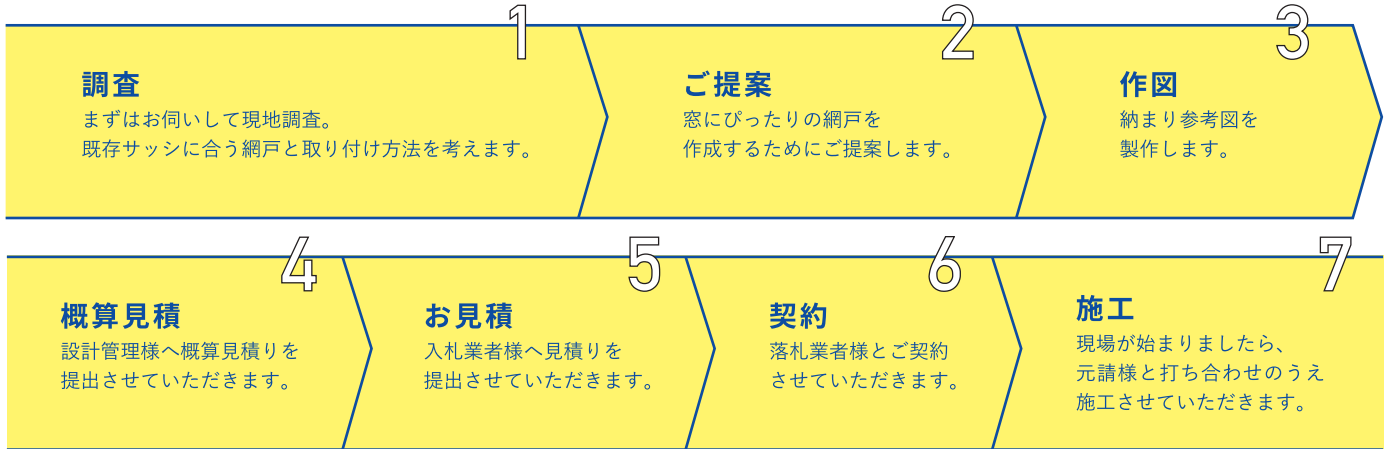 1
調査
まずはお伺いして現地調査。
既存サッシに合う網戸と取り付け方法を考えます。
2
ご提案
窓にぴったりの網戸を
作成するためにご提案します。
3
作図
納まり参考図を
製作します。
4
概算見積
設計管理様へ概算見積りを
提出させていただきます。
5
お見積
入札業者様へ見積りを
提出させていただきます。
6
契約
落札業者様とご契約
させていただきます。
7
施工
現場が始まりましたら、
元請様と打ち合わせのうえ
施工させていただきます。